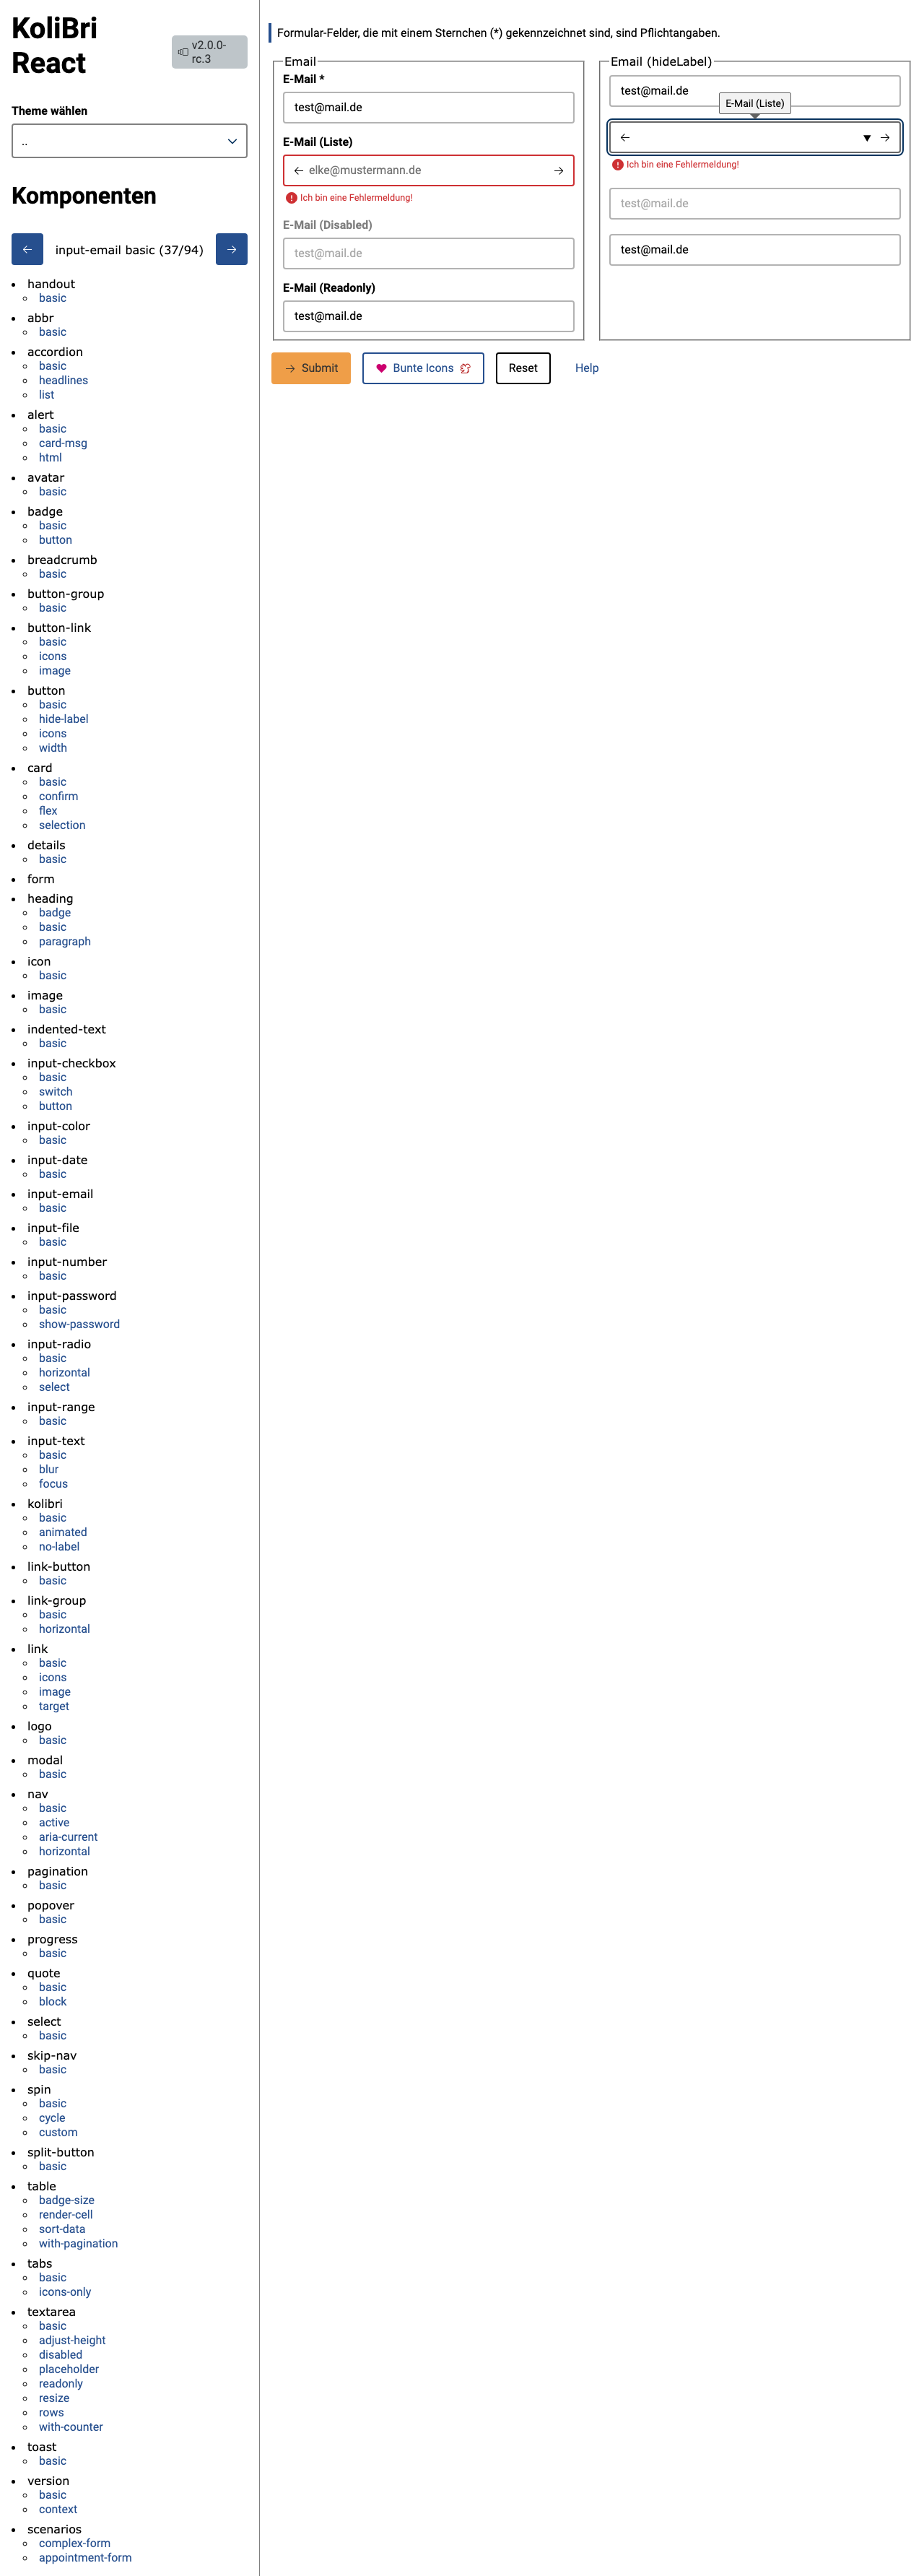 KoliBri
React
v2.0.0-
rc.3
Theme wählen
..
Komponenten
input-email basic (37/94)
handout
basic
abbr
basic
accordion
basic
headlines
list
alert
basic
card-msg
html
avatar
basic
badge
basic
button
breadcrumb
basic
button-group
basic
button-link
basic
icons
image
button
basic
hide-label
icons
width
card
basic
confirm
flex
selection
details
basic
form
heading
badge
basic
paragraph
icon
basic
image
basic
indented-text
basic
input-checkbox
basic
switch
button
input-color
basic
input-date
basic
input-email
basic
input-file
basic
input-number
basic
input-password
basic
show-password
input-radio
basic
horizontal
select
input-range
basic
input-text
basic
blur
focus
kolibri
basic
animated
no-label
link-button
basic
link-group
basic
horizontal
link
basic
icons
image
target
logo
basic
modal
basic
nav
basic
active
aria-current
horizontal
pagination
basic
popover
basic
progress
basic
quote
basic
block
select
basic
skip-nav
basic
spin
basic
cycle
custom
split-button
basic
table
badge-size
render-cell
sort-data
with-pagination
tabs
basic
icons-only
textarea
basic
adjust-height
disabled
placeholder
readonly
resize
rows
with-counter
toast
basic
version
basic
context
scenarios
complex-form
appointment-form
Formular-Felder, die mit einem Sternchen (*) gekennzeichnet sind, sind Pflichtangaben.
Email
E-Mail *
test@mail.de
E-Mail (Liste)
elke@mustermann.de
Ich bin eine Fehlermeldung!
E-Mail (Disabled)
test@mail.de
E-Mail (Readonly)
test@mail.de
Email (hideLabel)
test@mail.de
E-Mail (Liste)
Ich bin eine Fehlermeldung!
test@mail.de
test@mail.de
Submit
Bunte Icons
Reset
Help